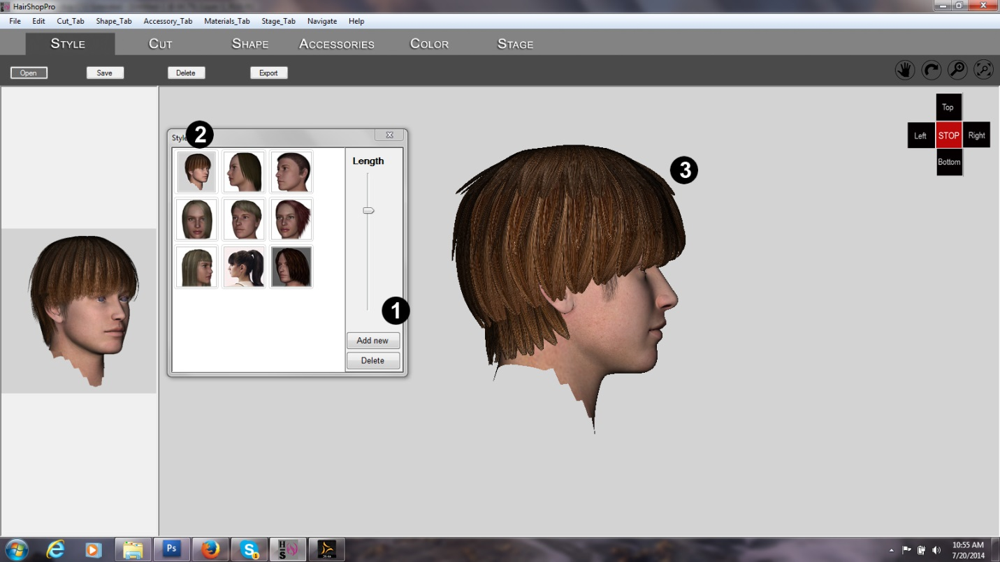 HairShopPro
File Edit Cut_Tab Shape_Tab Accessory_Tab Materials_Tab Stage_Tab Navigate Help
STYLE CUT SHAPE ACCESSORIES COLOR STAGE
Open Save Delete Export
Top
Left STOP Right
Bottom
Style
2
Length
3
1
Add new
Delete
Ps
S
1
H
S
10:55 AM
7/20/2014